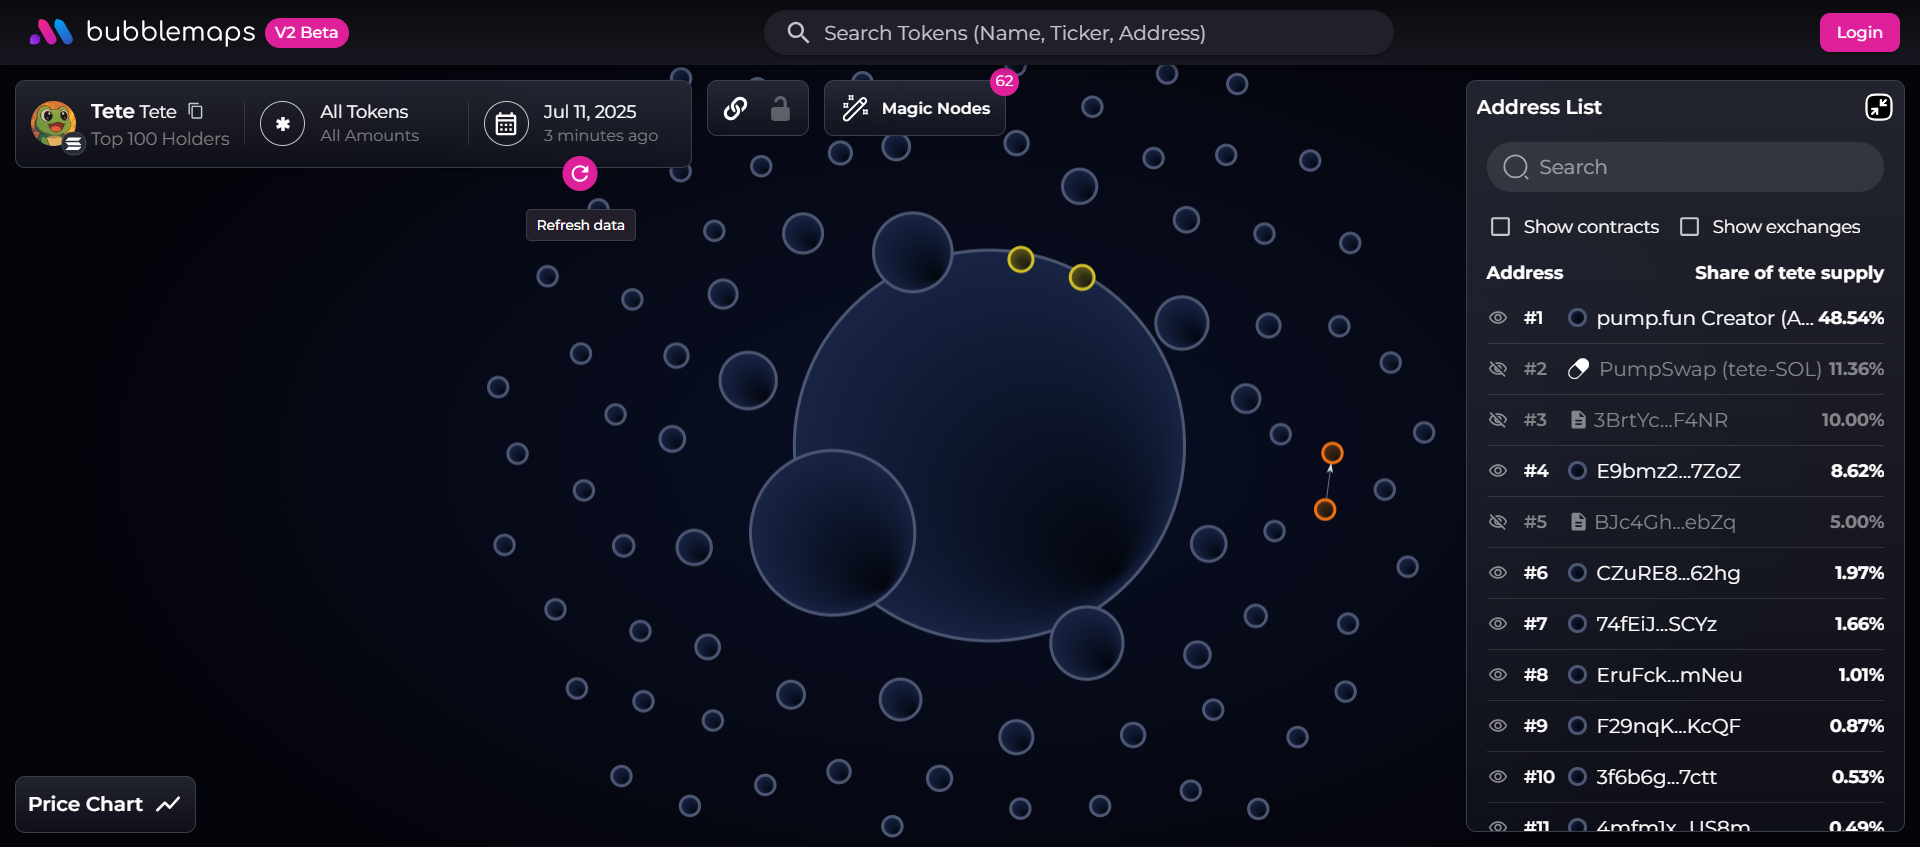 bubblemaps V2 Beta
Search Tokens (Name, Ticker, Address)
Login
Tete Tete
Top 100 Holders
All Tokens
All Amounts
Jul 11, 2025
3 minutes ago
Refresh data
Magic Nodes
62
Address List
Search
Show contracts Show exchanges
Address Share of tete supply
#1 pump.fun Creator (A... 48.54%
#2 PumpSwap (tete-SOL) 11.36%
#3 3BrtYc...F4NR 10.00%
#4 E9bmz2...7ZoZ 8.62%
#5 BJc4Gh...ebZq 5.00%
#6 CZuRE8...62hg 1.97%
#7 74fEiJ...SCYz 1.66%
#8 EruFck...mNeu 1.01%
#9 F29nqK...KcQF 0.87%
#10 3f6b6g...7ctt 0.53%
#11 4mfm1x...US8m 0.49%
Price Chart